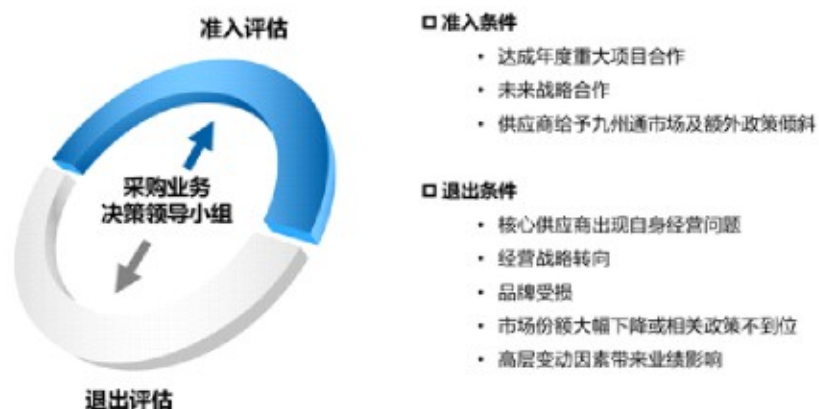 准入评估
采购业务
决策领导小组
退出评估
准入条件
• 达成年度重大项目合作
• 未来战略合作
• 供应商给予九州通市场及额外政策倾斜
退出条件
• 核心供应商出现自身经营问题
• 经营战略转向
• 品牌受损
• 市场份额大幅下降或相关政策不到位
• 高层变动因素带来业绩影响